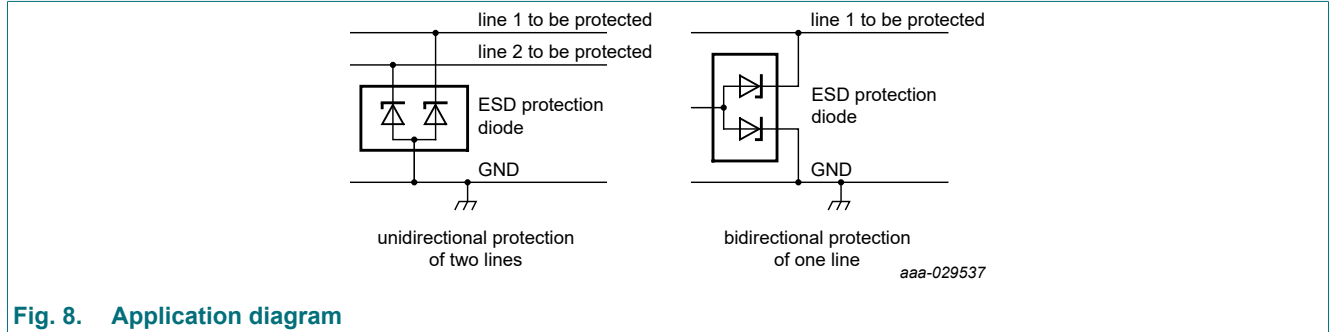 line 1 to be protected
line 2 to be protected
ESD protection
diode
GND
unidirectional protection
of two lines
line 1 to be protected
ESD protection
diode
GND
bidirectional protection
of one line
aaa-029537
Fig. 8. Application diagram